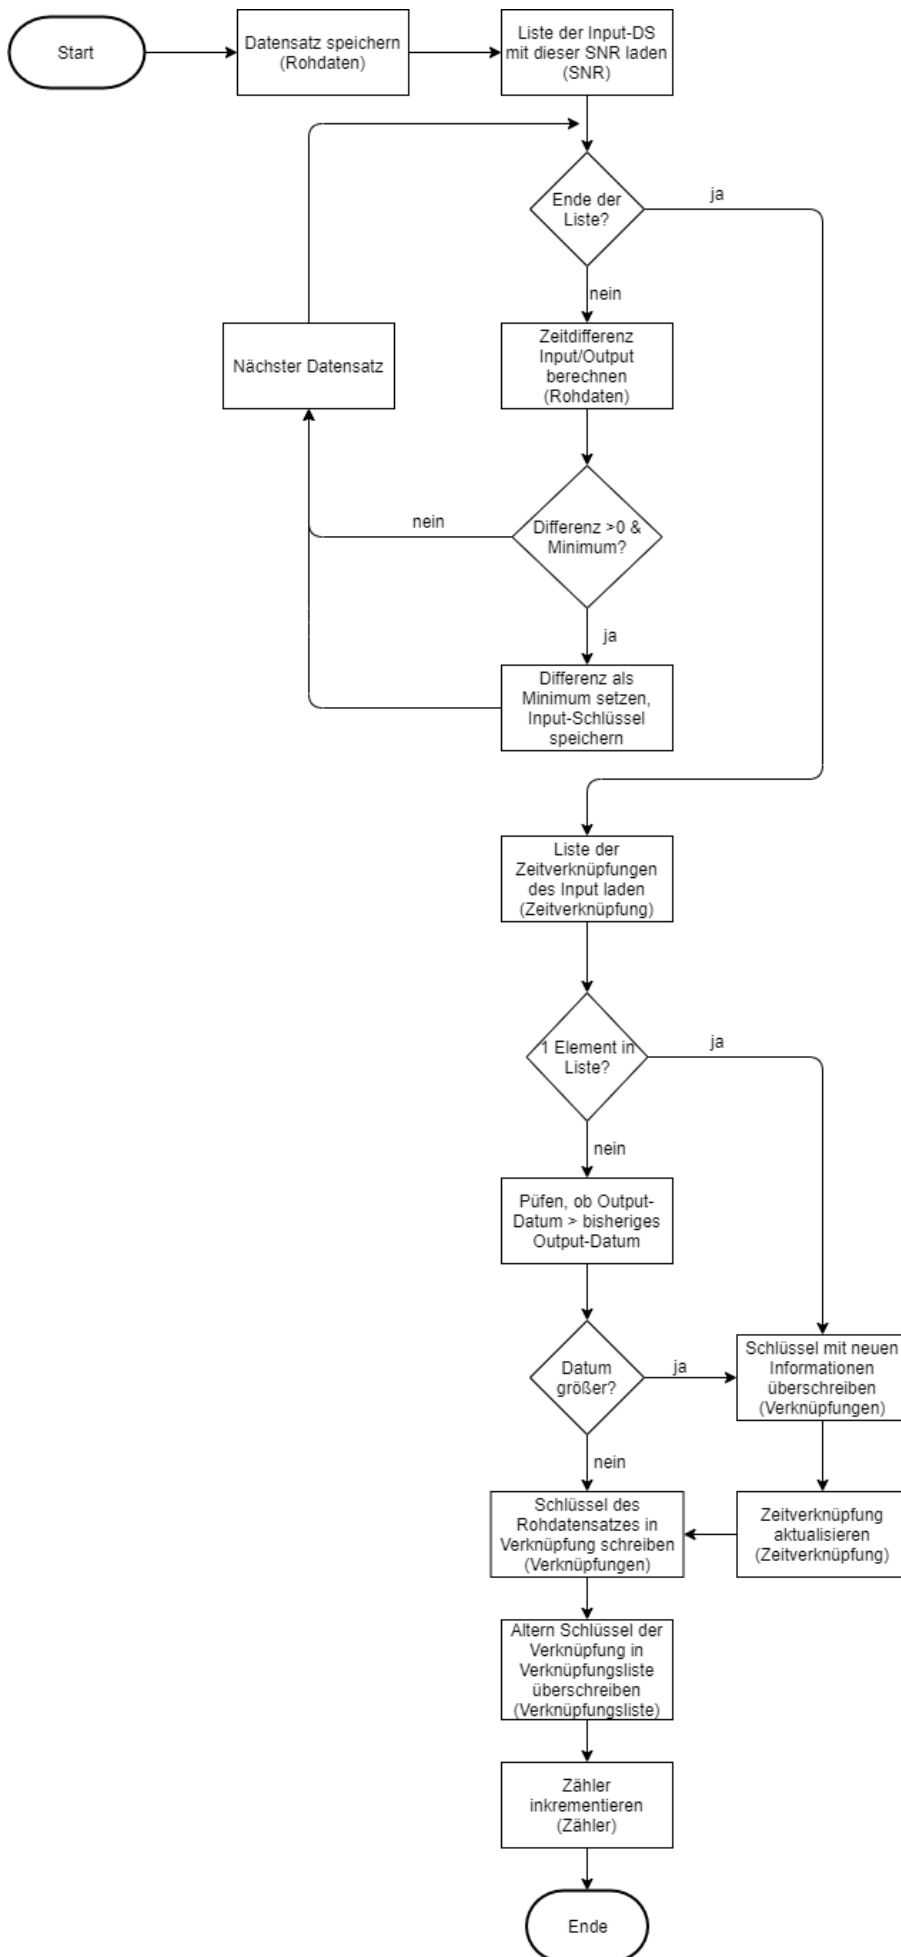 Start
Datensatz speichern
(Rohdaten)
Liste der Input-DS
mit dieser SNR laden
(SNR)
Ende der
Liste?
ja
nein
Zeitdifferenz
Input/Output
berechnen
(Rohdaten)
Nächster Datensatz
Differenz >0 &
Minimum?
nein
ja
Differenz als
Minimum setzen,
Input-Schlüssel
speichern
Liste der
Zeitverknüpfungen
des Input laden
(Zeitverknüpfung)
1 Element in
Liste?
ja
nein
Püfen, ob Output-
Datum > bisheriges
Output-Datum
Datum
größer?
ja
nein
Schlüssel mit neuen
Informationen
überschreiben
(Verknüpfungen)
Zeitverknüpfung
aktualisieren
(Zeitverknüpfung)
Schlüssel des
Rohdatensatzes in
Verknüpfung schreiben
(Verknüpfungen)
Altern Schlüssel der
Verknüpfung in
Verknüpfungsliste
überschreiben
(Verknüpfungsliste)
Zähler
inkrementieren
(Zähler)
Ende